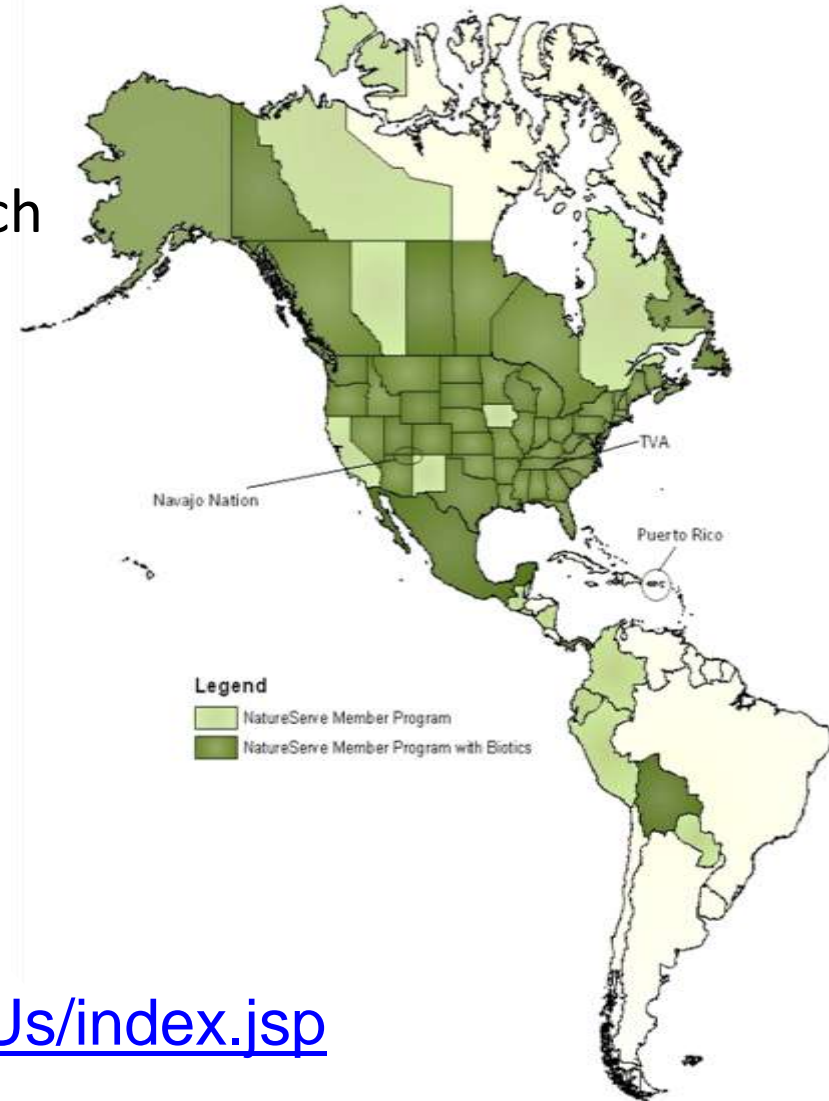 ch
TVA
Navajo Nation
Puerto Rico
Legend
NatureServe Member Program
NatureServe Member Program with Biotics
Us/index.jsp